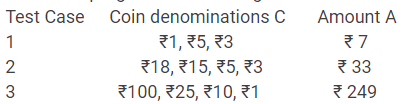 Test Case Coin denominations C Amount A
1 ₹1, ₹5, ₹3 ₹ 7
2 ₹18, ₹15, ₹5, ₹3 ₹ 33
3 ₹100, ₹25, ₹10, ₹1 ₹ 249